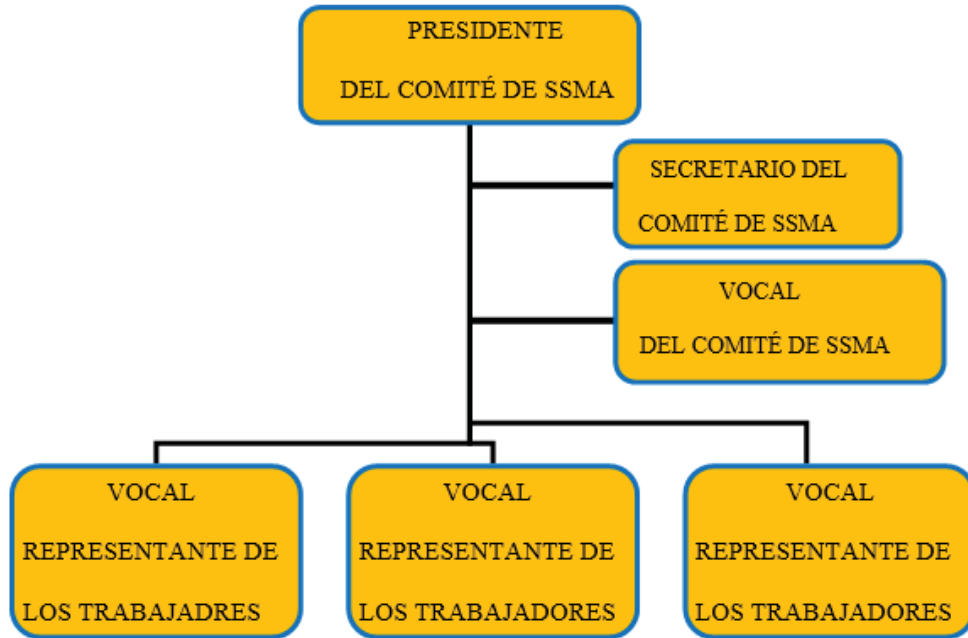 PRESIDENTE
DEL COMITÉ DE SSMA
SECRETARIO DEL
COMITÉ DE SSMA
VOCAL
DEL COMITÉ DE SSMA
VOCAL
REPRESENTANTE DE
LOS TRABAJADRES
VOCAL
REPRESENTANTE DE
LOS TRABAJADORES
VOCAL
REPRESENTANTE DE
LOS TRABAJADORES